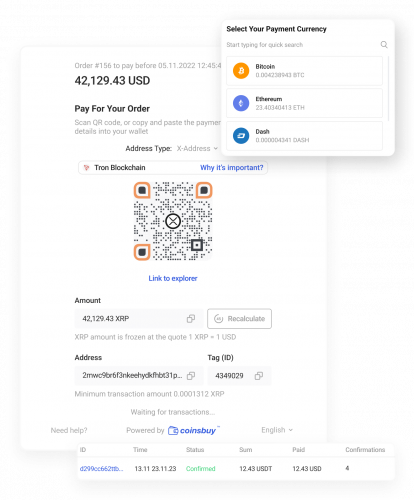 Select Your Payment Currency
Start typing for quick search
Bitcoin
0.004238943 BTC
Ethereum
23.40340413 ETH
Dash
0.000004341 DASH
Order #156 to pay before 05.11.2022 12:45:4
42,129.43 USD
Pay For Your Order
Scan QR code, or copy and paste the paymen
details into your wallet
Address Type: X-Address
Tron Blockchain Why it's important?
Link to explorer
Amount
42,129.43 XRP Recalculate
XRP amount is frozen at the quote 1 XRP = 1 USD
Address Tag (ID)
2mwc9br6f3nkeehydkfhbt31p... 4349029
Minimum transaction amount 0.0001312 XRP
Waiting for transactions...
Need help? Powered by coinsbuy English
ID Time Status Sum Paid Confirmations
d299cc662ttb... 13.11 23.11.23 Confirmed 12.43 USDT 12.43 USD 4